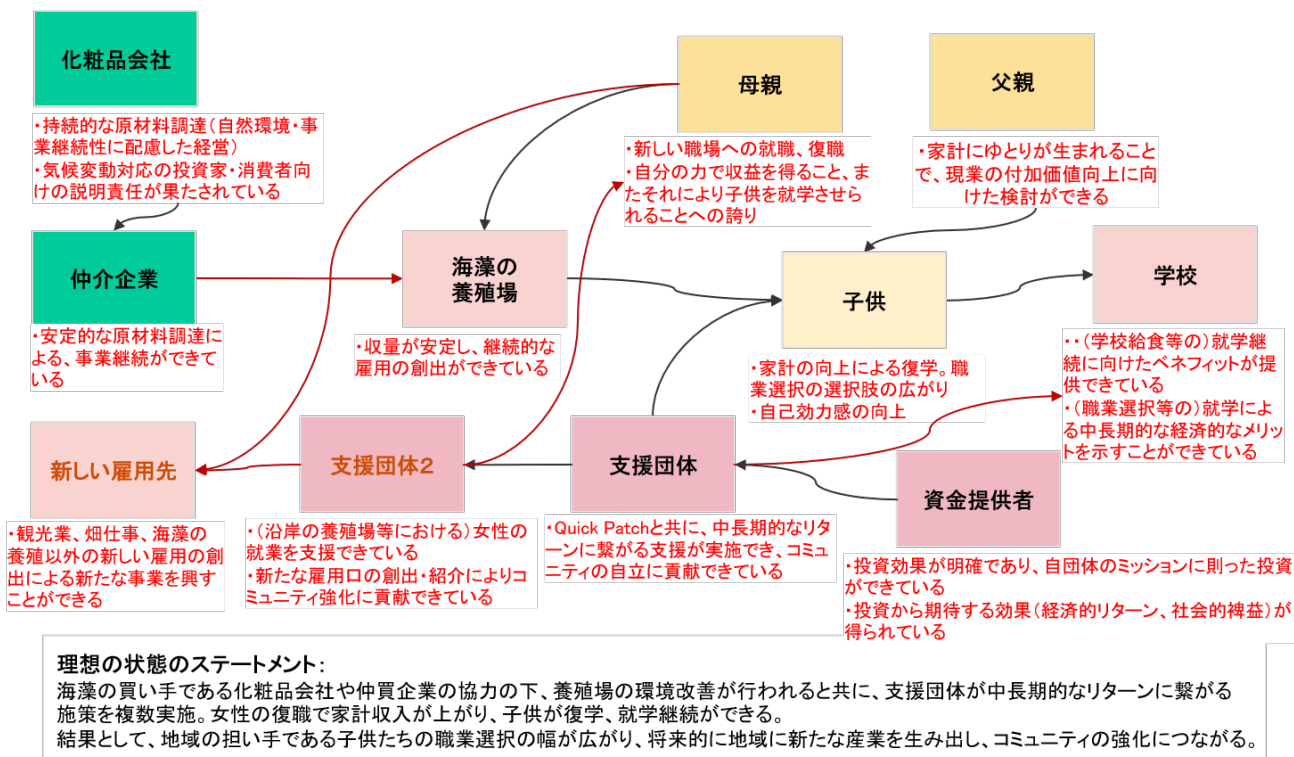 化粧品会社
・持続的な原材料調達（自然環境・事
業継続性に配慮した経営）
・気候変動対応の投資家・消費者向
けの説明責任が果たされている
母親
・新しい職場への就職、復職
・自分の力で収益を得ること、ま
たそれにより子供を就学させら
れることへの誇り
父親
・家計にゆとりが生まれること
で、現業の付加価値向上に向
けた検討ができる
仲介企業
・安定的な原材料調達に
よる、事業継続ができて
いる
海藻の
養殖場
・収量が安定し、継続的な
雇用の創出ができている
子供
・家計の向上による復学。職
業選択の選択肢の広がり
・自己効力感の向上
学校
・・（学校給食等の）就学継
続に向けたベネフィットが提
供できている
・（職業選択等の）就学によ
る中長期的な経済的なメリッ
トを示すことができている
新しい雇用先
・観光業、畑仕事、海藻の
養殖以外の新しい雇用の創
出による新たな事業を興す
ことができる
支援団体２
・（沿岸の養殖場等における）女性の
就業を支援できている
・新たな雇用口の創出・紹介によりコ
ミュニティ強化に貢献できている
支援団体
・Quick Patchと共に、中長期的なリタ
ーンに繋がる支援が実施でき、コミュ
ニティの自立に貢献できている
資金提供者
・投資効果が明確であり、自団体のミッションに則った投資
ができている
・投資から期待する効果（経済的リターン、社会的裨益）が
得られている
理想の状態のステートメント：
海藻の買い手である化粧品会社や仲買企業の協力の下、養殖場の環境改善が行われると共に、支援団体が中長期的なリターンに繋がる
施策を複数実施。女性の復職で家計収入が上がり、子供が復学、就学継続ができる。
結果として、地域の担い手である子供たちの職業選択の幅が広がり、将来的に地域に新たな産業を生み出し、コミュニティの強化につながる。